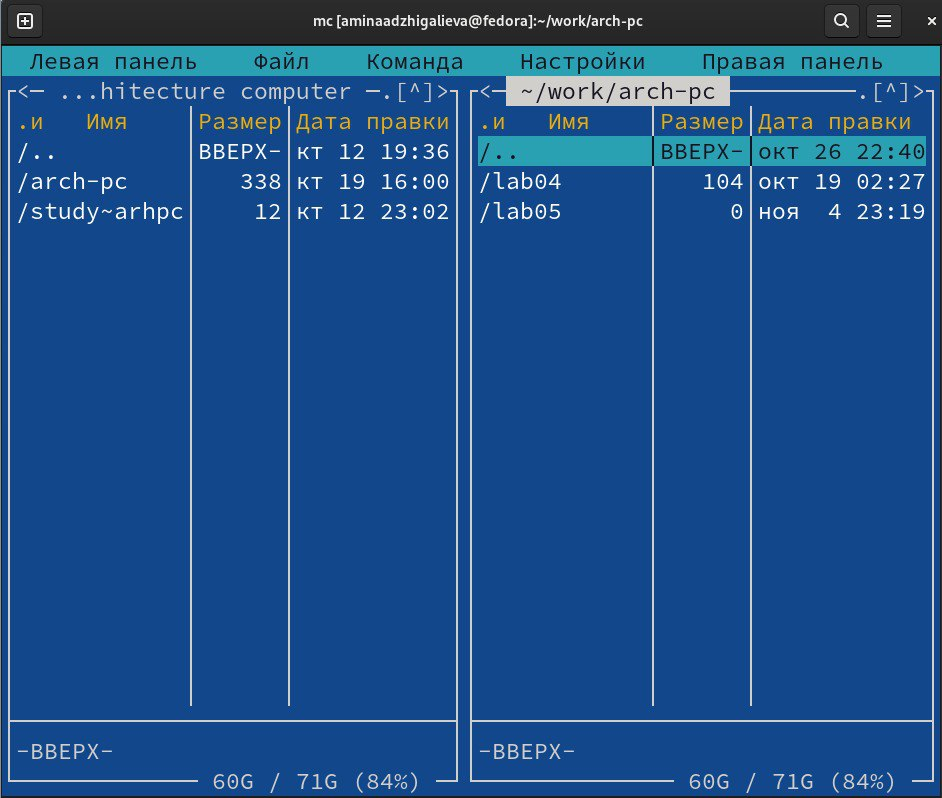 mc [aminaadzhigalieva@fedora]:~/work/arch-pc
Левая панель Файл Команда Настройки Правая панель
<─ ...hitecture computer ─.[^]> <─ ~/work/arch-pc .[^]>
.и Имя Размер Дата правки .и Имя Размер Дата правки
/.. ВВЕРХ- кт 12 19:36 /.. ВВЕРХ- окт 26 22:40
/arch-pc 338 кт 19 16:00 /lab04 104 окт 19 02:27
/study~arhpc 12 кт 12 23:02 /lab05 0 ноя 4 23:19
-ВВЕРХ- -ВВЕРХ-
60G / 71G (84%) 60G / 71G (84%)